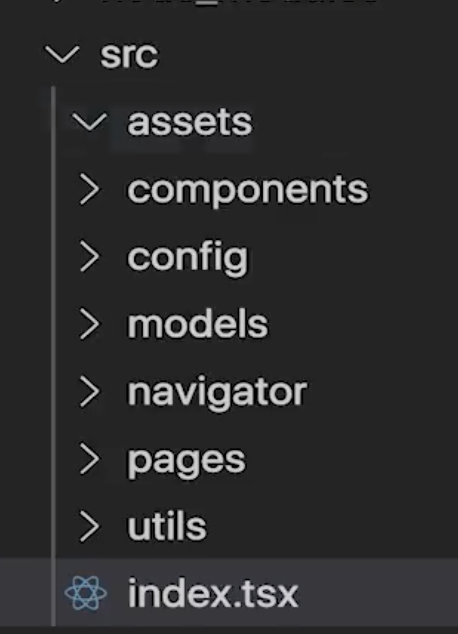 src
assets
components
config
models
navigator
pages
utils
index.tsx